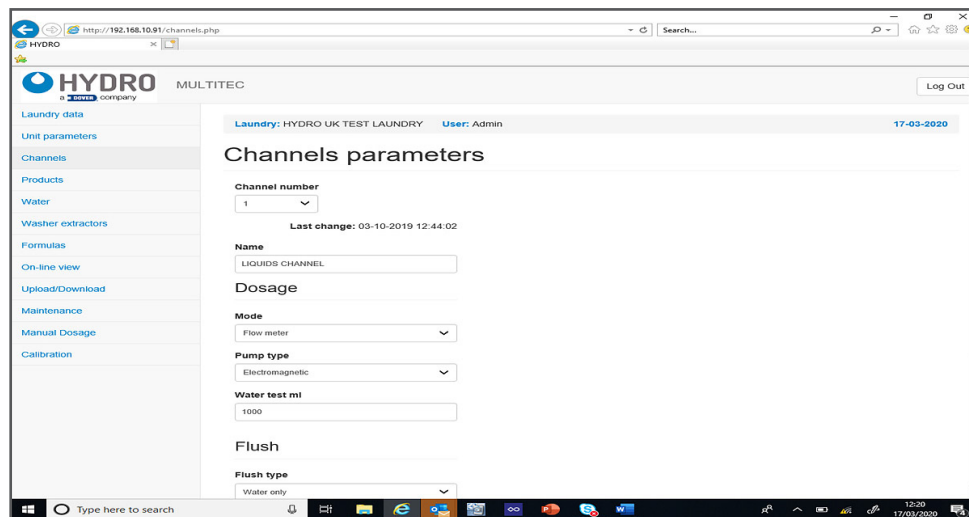 http://192.168.10.91/channels.php
Search...
HYDRO
HYDRO
a DOVER company
MULTITEC
Log Out
Laundry data
Unit parameters
Channels
Products
Water
Washer extractors
Formulas
On-line view
Upload/Download
Maintenance
Manual Dosage
Calibration
Laundry: HYDRO UK TEST LAUNDRY User: Admin 17-03-2020
Channels parameters
Channel number
1
Last change: 03-10-2019 12:44:02
Name
LIQUIDS CHANNEL
Dosage
Mode
Flow meter
Pump type
Electromagnetic
Water test ml
1000
Flush
Flush type
Water only
Type here to search
12:20
17/03/2020